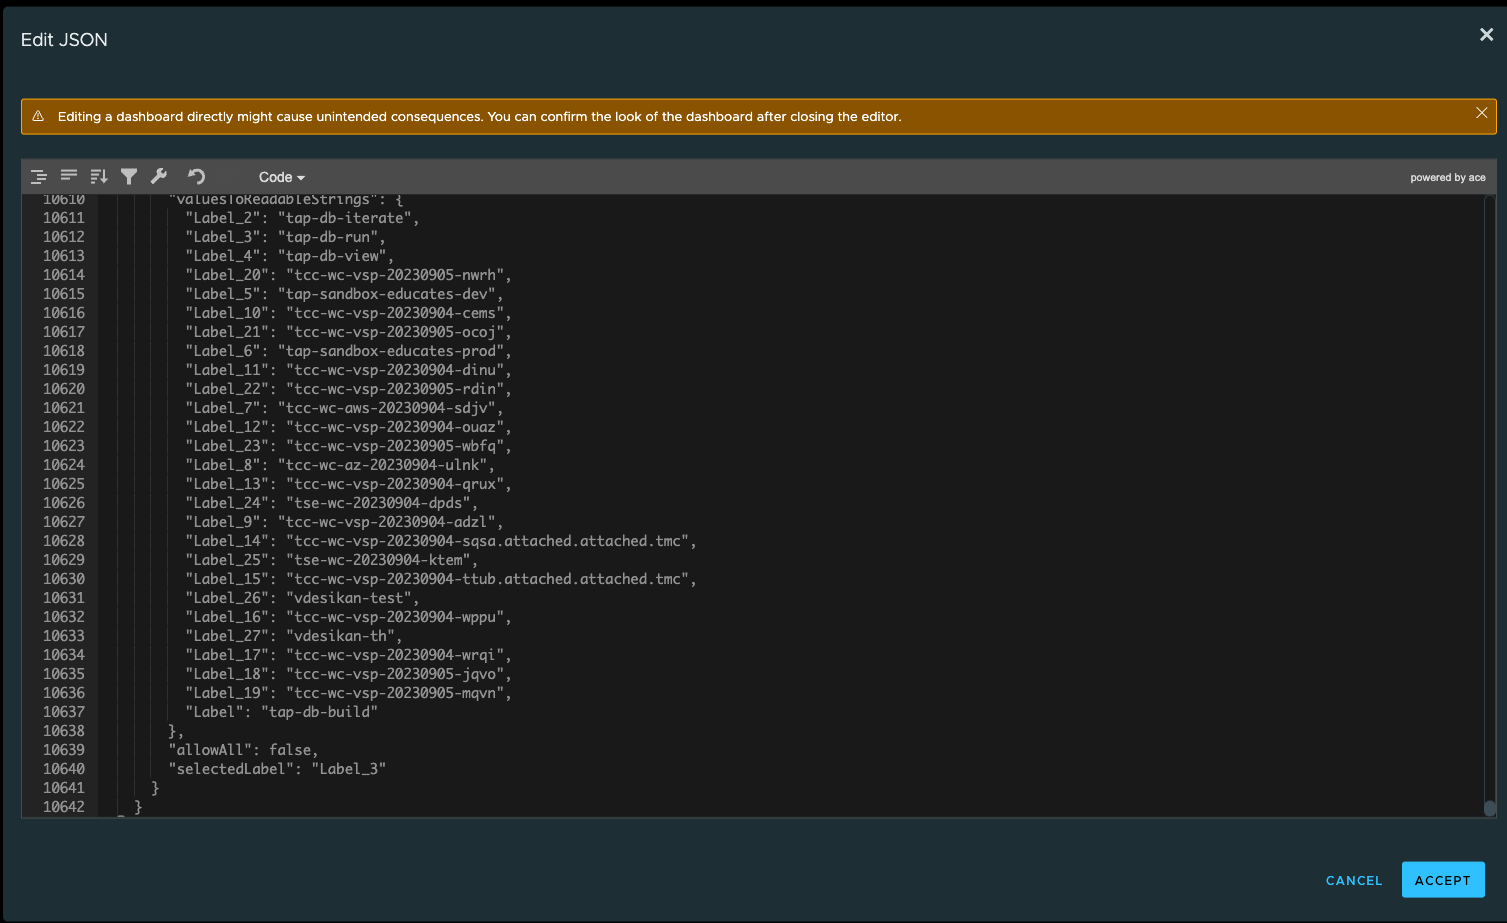 Edit JSON
Editing a dashboard directly might cause unintended consequences. You can confirm the look of the dashboard after closing the editor.
Code
powered by ace
10610 "valuesToReadableStrings": {
10611 "Label_2": "tap-db-iterate",
10612 "Label_3": "tap-db-run",
10613 "Label_4": "tap-db-view",
10614 "Label_20": "tcc-wc-vsp-20230905-nwrh",
10615 "Label_5": "tap-sandbox-educates-dev",
10616 "Label_10": "tcc-wc-vsp-20230904-cems",
10617 "Label_21": "tcc-wc-vsp-20230905-ocoj",
10618 "Label_6": "tap-sandbox-educates-prod",
10619 "Label_11": "tcc-wc-vsp-20230904-dinu",
10620 "Label_22": "tcc-wc-vsp-20230905-rdin",
10621 "Label_7": "tcc-wc-aws-20230904-sdjv",
10622 "Label_12": "tcc-wc-vsp-20230904-ouaz",
10623 "Label_23": "tcc-wc-vsp-20230905-wbfq",
10624 "Label_8": "tcc-wc-az-20230904-ulnk",
10625 "Label_13": "tcc-wc-vsp-20230904-qrux",
10626 "Label_24": "tse-wc-20230904-dpds",
10627 "Label_9": "tcc-wc-vsp-20230904-adzl",
10628 "Label_14": "tcc-wc-vsp-20230904-sqsa.attached.attached.tmc",
10629 "Label_25": "tse-wc-20230904-ktem",
10630 "Label_15": "tcc-wc-vsp-20230904-ttub.attached.attached.tmc",
10631 "Label_26": "vdesikan-test",
10632 "Label_16": "tcc-wc-vsp-20230904-wppu",
10633 "Label_27": "vdesikan-th",
10634 "Label_17": "tcc-wc-vsp-20230904-wrqi",
10635 "Label_18": "tcc-wc-vsp-20230905-jqvo",
10636 "Label_19": "tcc-wc-vsp-20230905-mqvn",
10637 "Label": "tap-db-build"
10638 },
10639 "allowAll": false,
10640 "selectedLabel": "Label_3"
10641 }
10642 }
CANCEL
ACCEPT